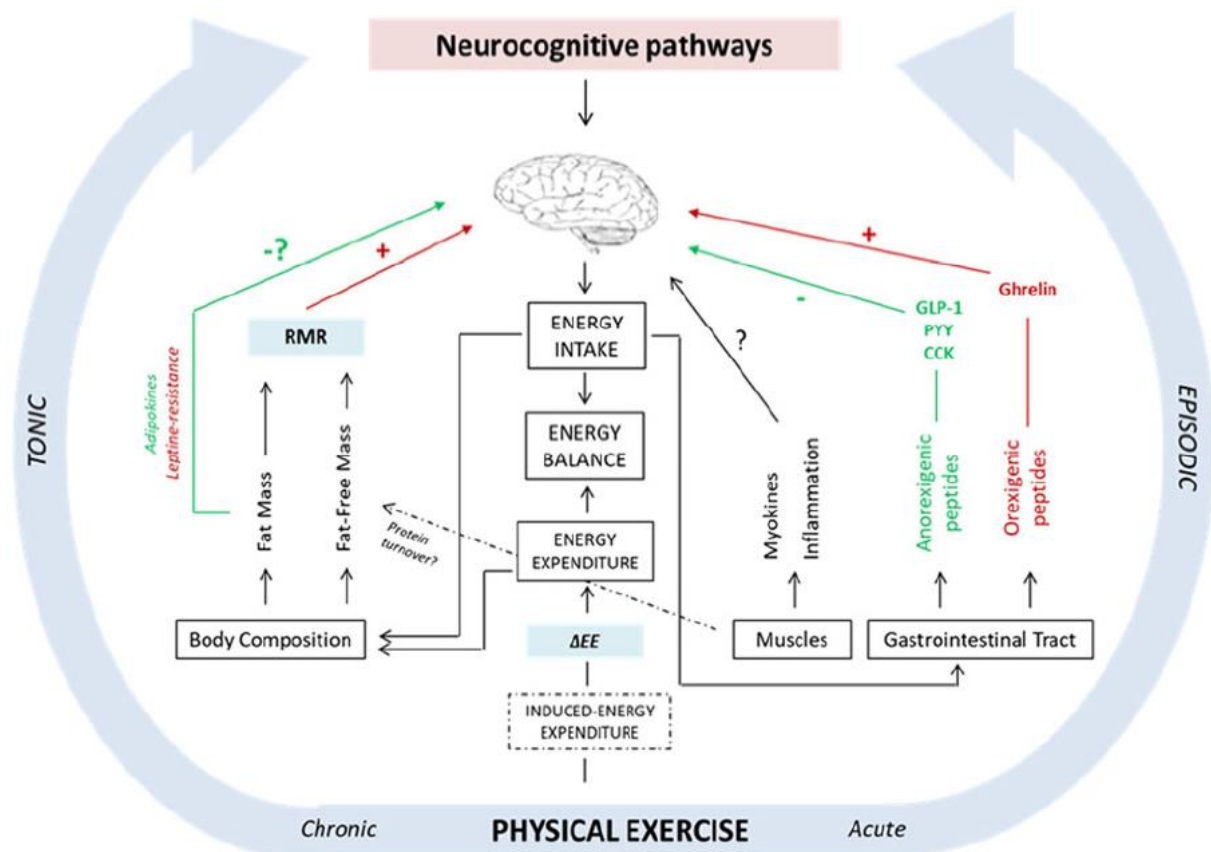 Neurocognitive pathways
-?
+
+
-
?
RMR
ENERGY
INTAKE
GLP-1
PYY
CCK
Ghrelin
TONIC
EPISODIC
Adipokines
Leptine-resistance
Fat Mass
Fat-Free Mass
ENERGY
BALANCE
Protein
turnover?
ENERGY
EXPENDITURE
Myokines
Inflammation
Anorexigenic
peptides
Orexigenic
peptides
Body Composition
ΔEE
Muscles
Gastrointestinal Tract
INDUCED-ENERGY
EXPENDITURE
Chronic
PHYSICAL EXERCISE
Acute